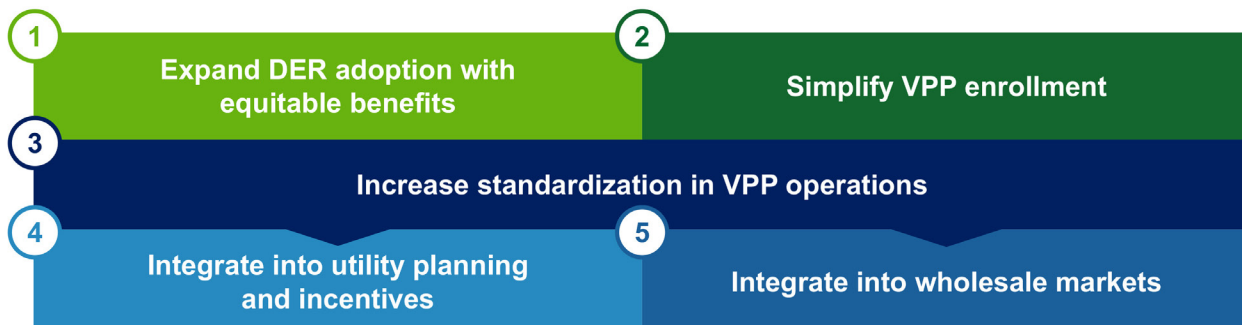 1
Expand DER adoption with
equitable benefits
2
Simplify VPP enrollment
3
Increase standardization in VPP operations
4
Integrate into utility planning
and incentives
5
Integrate into wholesale markets